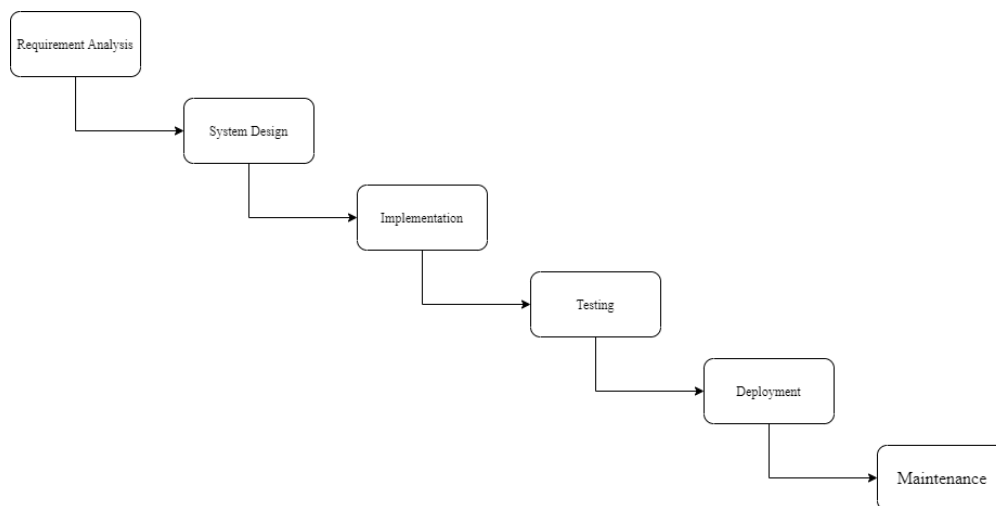 Requirement Analysis
System Design
Implementation
Testing
Deployment
Maintenance